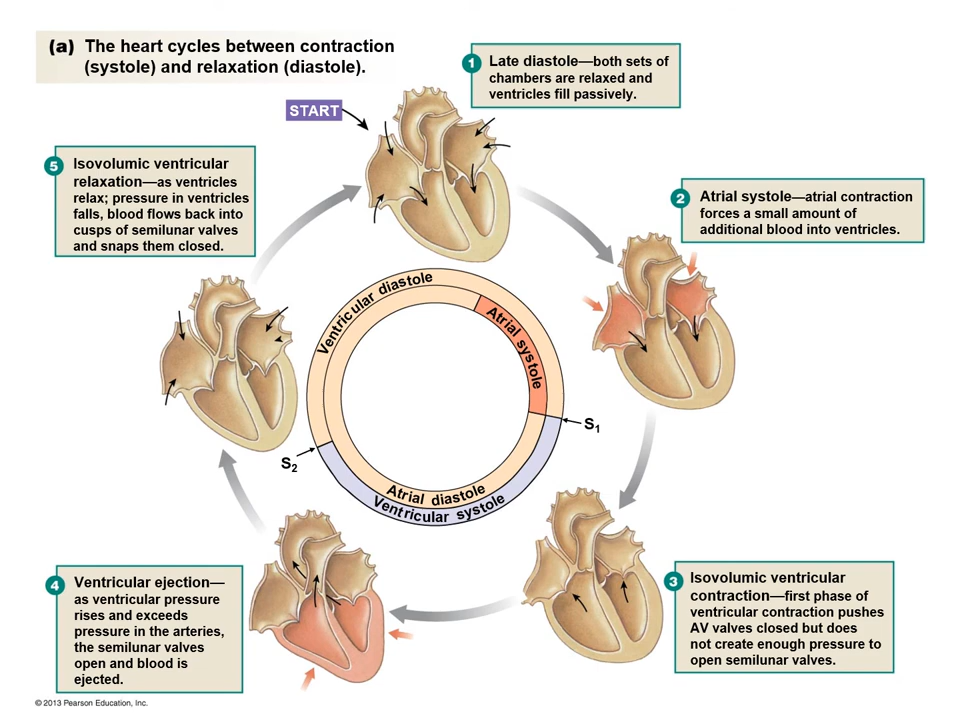 (a) The heart cycles between contraction
(systole) and relaxation (diastole).
START
1 Late diastole—both sets of
chambers are relaxed and
ventricles fill passively.
2 Atrial systole—atrial contraction
forces a small amount of
additional blood into ventricles.
5 Isovolumic ventricular
relaxation—as ventricles
relax; pressure in ventricles
falls, blood flows back into
cusps of semilunar valves
and snaps them closed.
Ventricular diastole
Atrial systole
S1
S2
Atrial diastole
Ventricular systole
3 Isovolumic ventricular
contraction—first phase of
ventricular contraction pushes
AV valves closed but does
not create enough pressure to
open semilunar valves.
4 Ventricular ejection—
as ventricular pressure
rises and exceeds
pressure in the arteries,
the semilunar valves
open and blood is
ejected.
© 2013 Pearson Education, Inc.